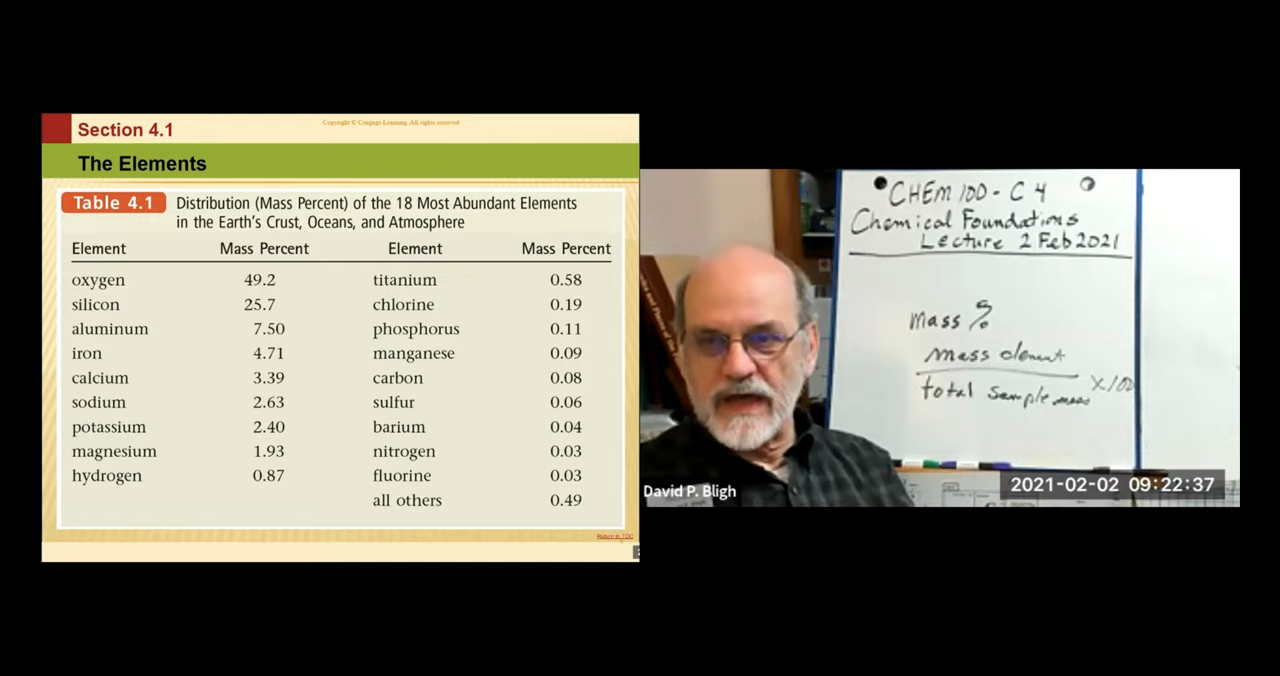 Section 4.1
Copyright © Cengage Learning. All rights reserved
The Elements
Table 4.1 Distribution (Mass Percent) of the 18 Most Abundant Elements
in the Earth's Crust, Oceans, and Atmosphere
Element Mass Percent Element Mass Percent
oxygen 49.2 titanium 0.58
silicon 25.7 chlorine 0.19
aluminum 7.50 phosphorus 0.11
iron 4.71 manganese 0.09
calcium 3.39 carbon 0.08
sodium 2.63 sulfur 0.06
potassium 2.40 barium 0.04
magnesium 1.93 nitrogen 0.03
hydrogen 0.87 fluorine 0.03
all others 0.49
Return to TOC
CHEM 100 - C 4
Chemical Foundations
Lecture 2 Feb 2021
Mass %
mass element
total sample mass X100
David P. Bligh
2021-02-02 09:22:37